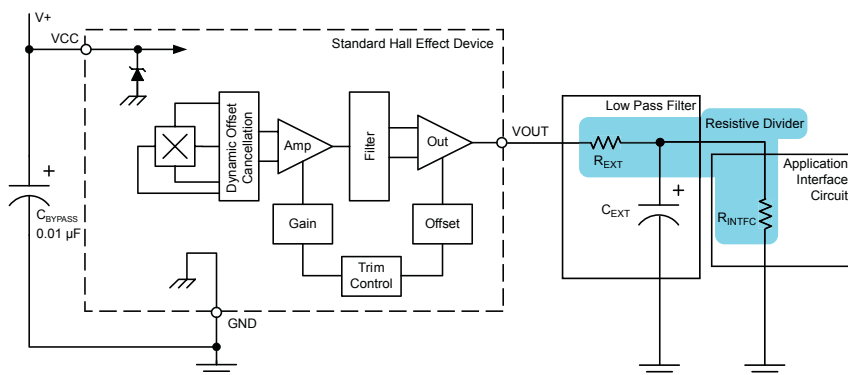 V+
VCC
Standard Hall Effect Device
Low Pass Filter
Resistive Divider
VOUT
Dynamic Offset
Cancellation
Amp
Filter
Out
REXT
Application
Interface
Circuit
+
CBYPASS
0.01 µF
Gain
Offset
+
CEXT
RINTFC
Trim
Control
GND